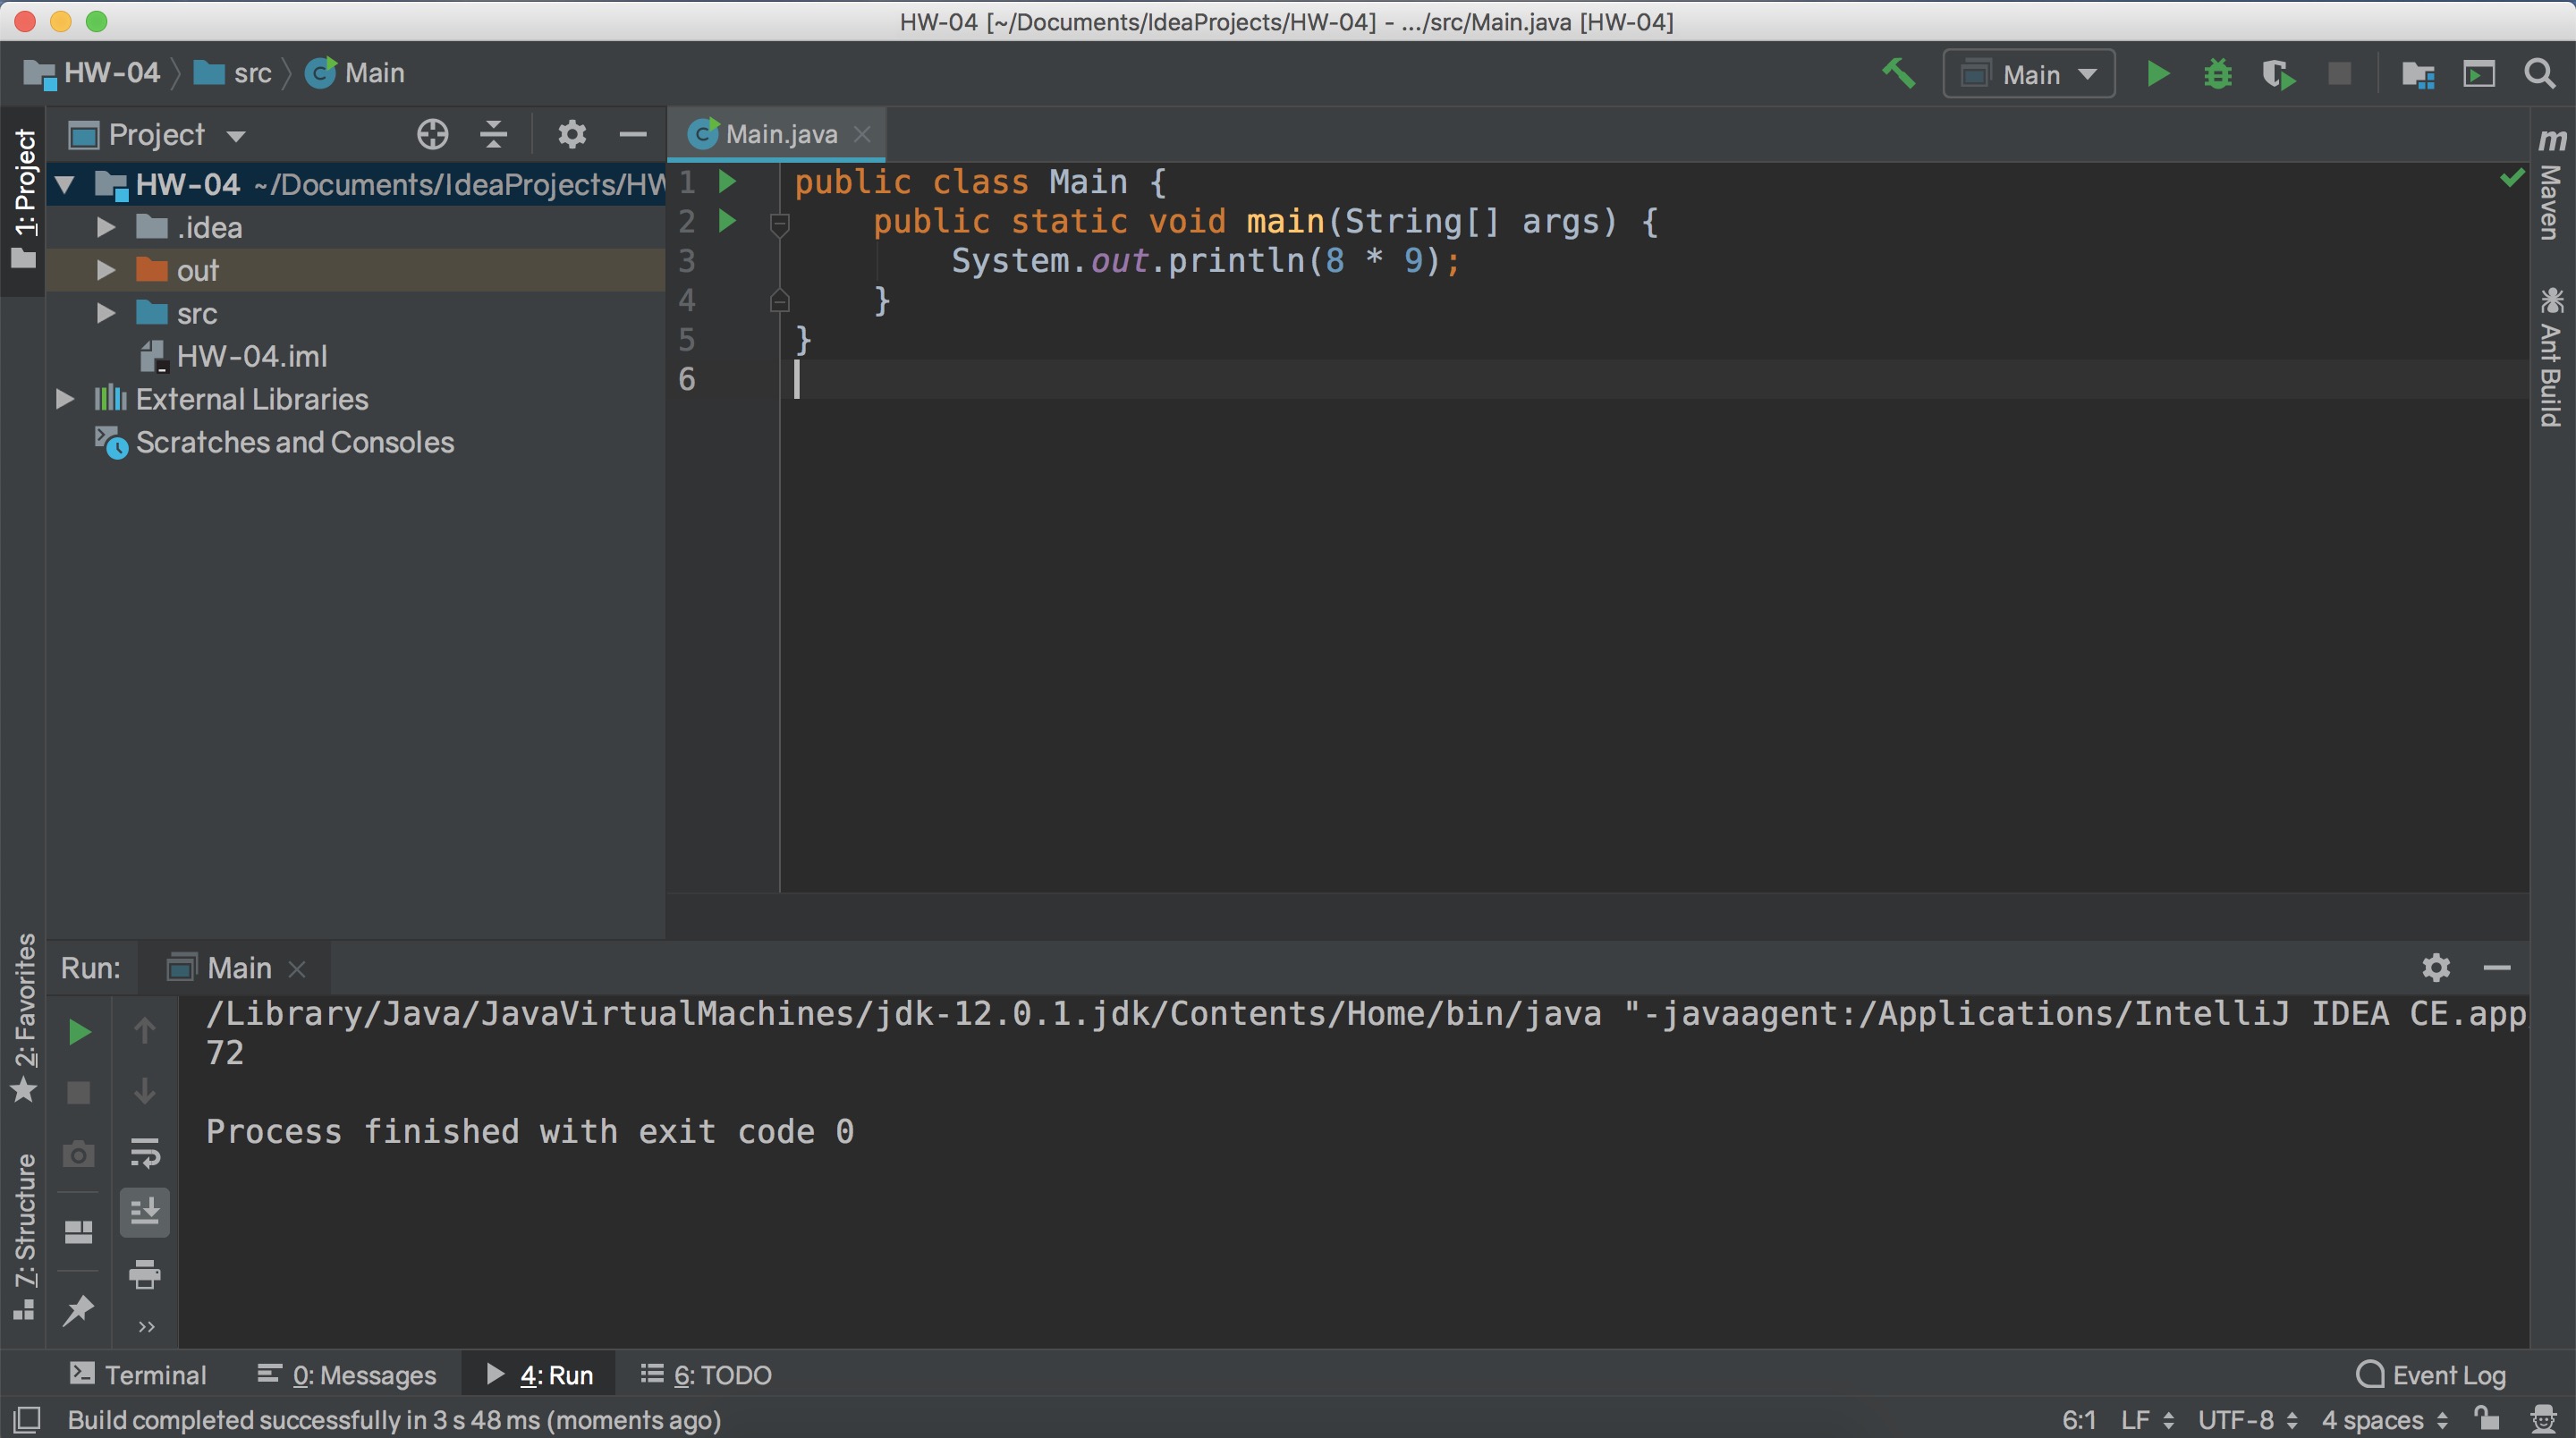 HW-04 [~/Documents/IdeaProjects/HW-04] - .../src/Main.java [HW-04]
HW-04 src Main
Main
1: Project
Project
HW-04 ~/Documents/IdeaProjects/HW
.idea
out
src
HW-04.iml
External Libraries
Scratches and Consoles
Main.java
1 public class Main {
2 public static void main(String[] args) {
3 System.out.println(8 * 9);
4 }
5 }
6
Maven
Ant Build
2: Favorites
7: Structure
Run: Main
/Library/Java/JavaVirtualMachines/jdk-12.0.1.jdk/Contents/Home/bin/java "-javaagent:/Applications/IntelliJ IDEA CE.app
72
Process finished with exit code 0
Terminal 0: Messages 4: Run 6: TODO Event Log
Build completed successfully in 3 s 48 ms (moments ago) 6:1 LF UTF-8 4 spaces